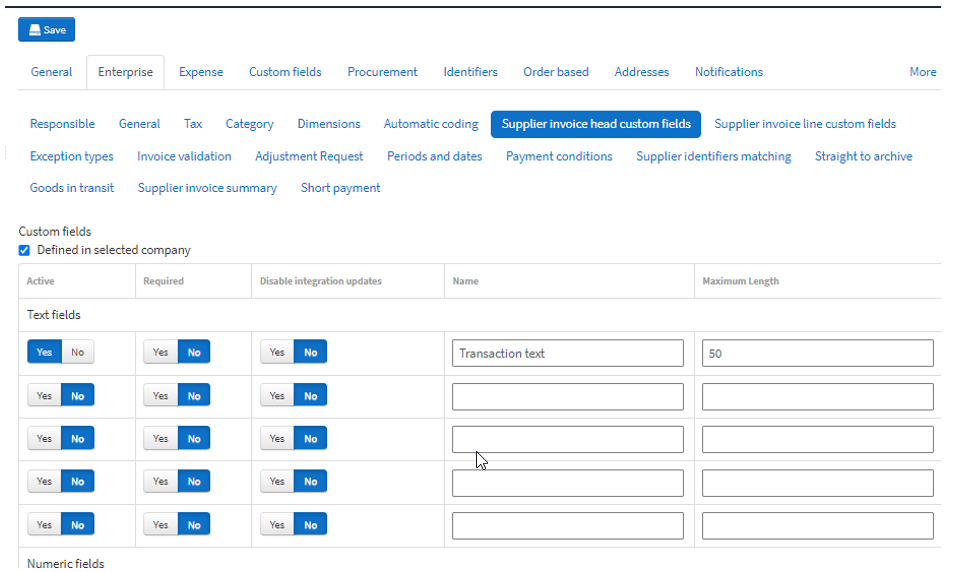 Save
General Enterprise Expense Custom fields Procurement Identifiers Order based Addresses Notifications More
Responsible General Tax Category Dimensions Automatic coding Supplier invoice head custom fields Supplier invoice line custom fields
Exception types Invoice validation Adjustment Request Periods and dates Payment conditions Supplier identifiers matching Straight to archive
Goods in transit Supplier invoice summary Short payment
Custom fields
Defined in selected company
Active Required Disable integration updates Name Maximum Length
Text fields
Yes No Yes No Yes No Transaction text 50
Yes No Yes No Yes No
Yes No Yes No Yes No
Yes No Yes No Yes No
Yes No Yes No Yes No
Numeric fields